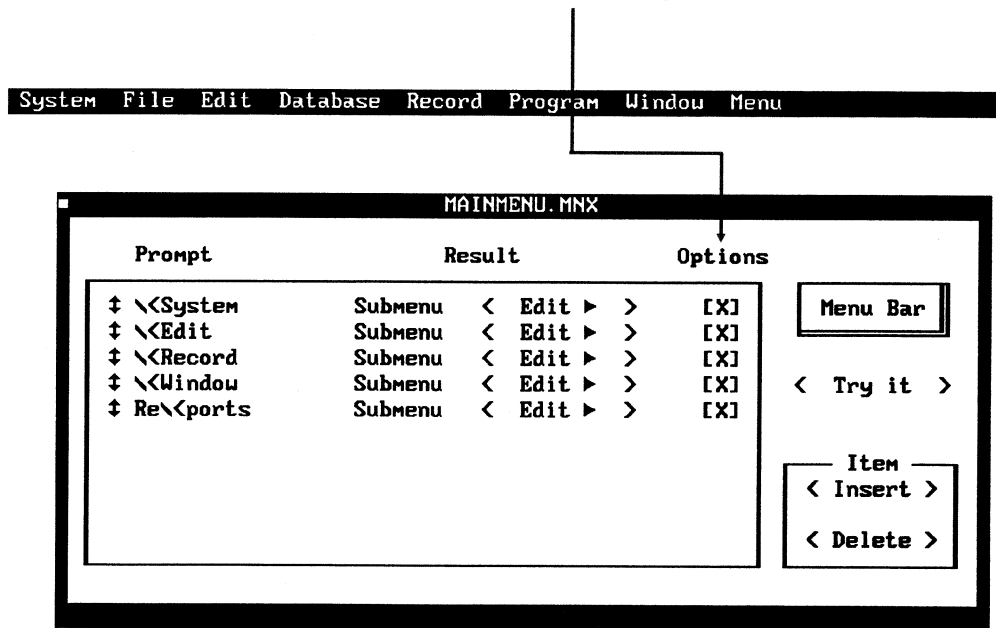 System File Edit Database Record Program Window Menu
MAINMENU.MNX
Prompt Result Options
↕ \<System Submenu < Edit ► > [X]
↕ \<Edit Submenu < Edit ► > [X]
↕ \<Record Submenu < Edit ► > [X]
↕ \<Window Submenu < Edit ► > [X]
↕ Re\<ports Submenu < Edit ► > [X]
Menu Bar
< Try it >
Item
< Insert >
< Delete >